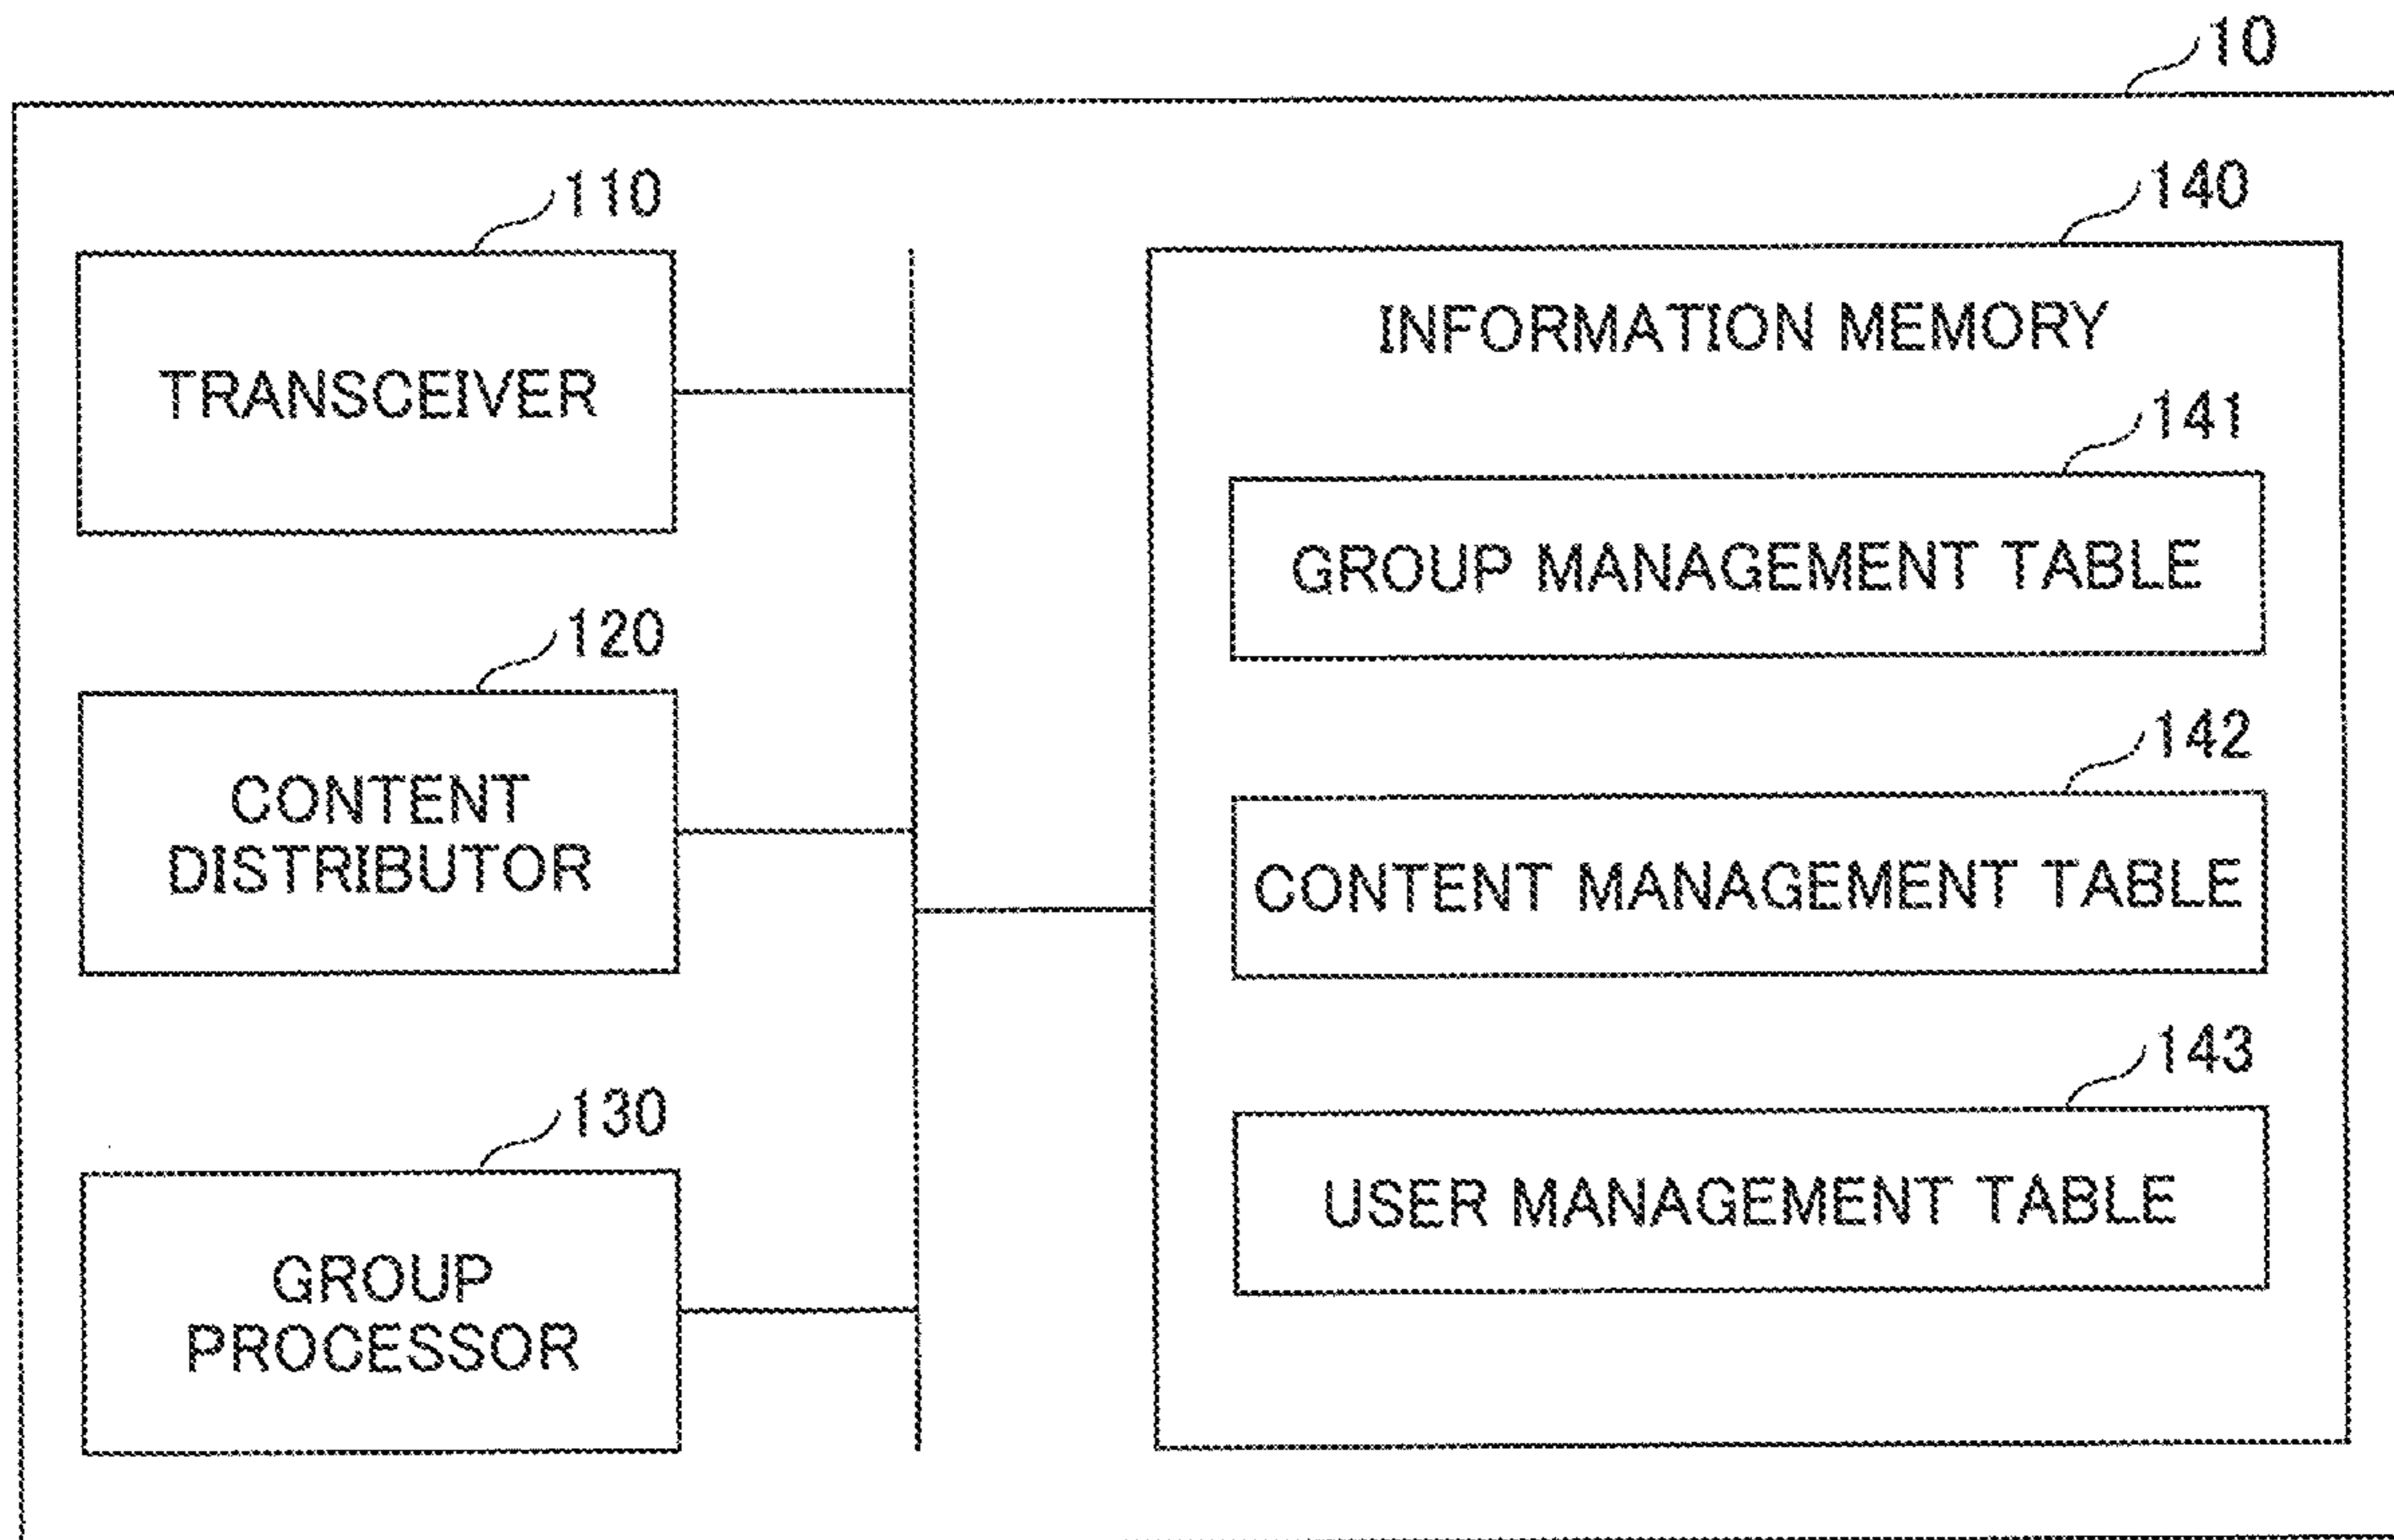 10
110
TRANSCEIVER
120
CONTENT
DISTRIBUTOR
130
GROUP
PROCESSOR
140
INFORMATION MEMORY
141
GROUP MANAGEMENT TABLE
142
CONTENT MANAGEMENT TABLE
143
USER MANAGEMENT TABLE